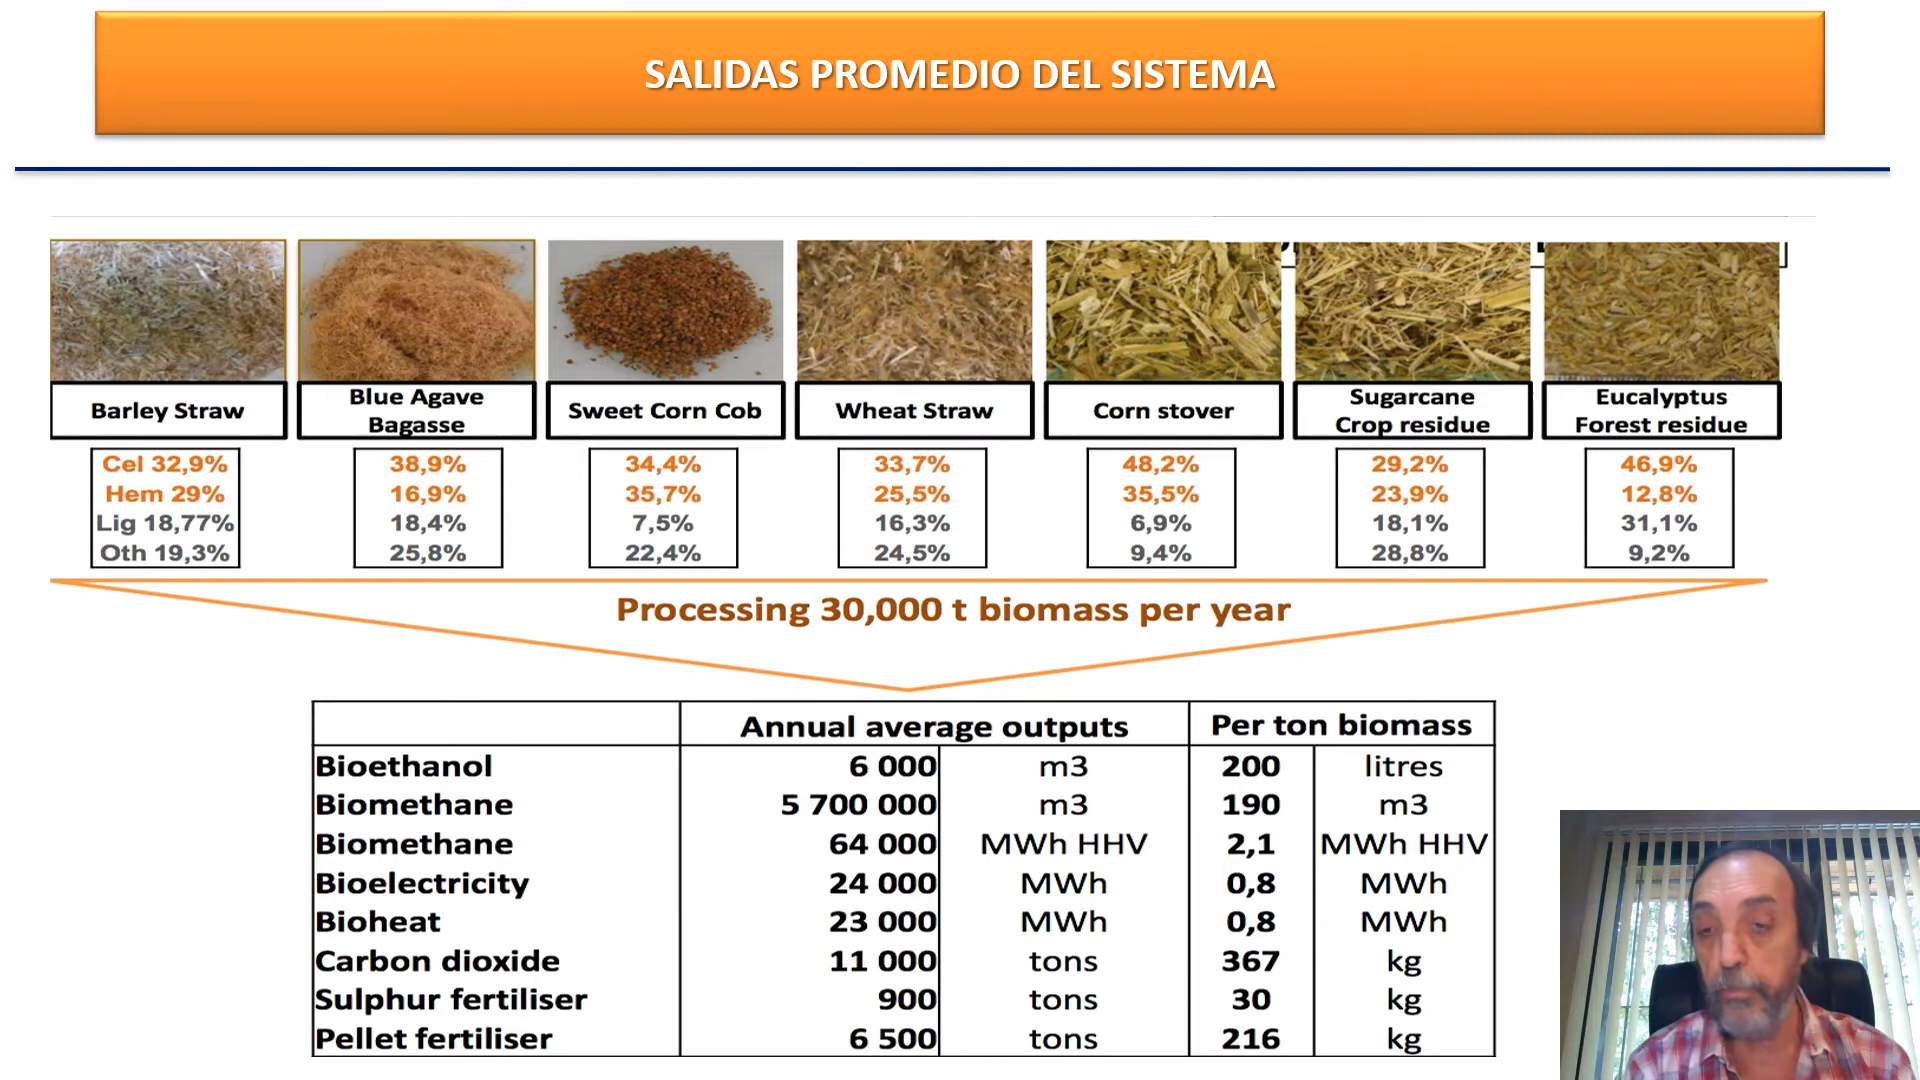 SALIDAS PROMEDIO DEL SISTEMA
Barley Straw
Blue Agave
Bagasse
Sweet Corn Cob
Wheat Straw
Corn stover
Sugarcane
Crop residue
Eucalyptus
Forest residue
Cel 32,9% 38,9% 34,4% 33,7% 48,2% 29,2% 46,9%
Hem 29% 16,9% 35,7% 25,5% 35,5% 23,9% 12,8%
Lig 18,77% 18,4% 7,5% 16,3% 6,9% 18,1% 31,1%
Oth 19,3% 25,8% 22,4% 24,5% 9,4% 28,8% 9,2%
Processing 30,000 t biomass per year
Annual average outputs Per ton biomass
Bioethanol 6 000 m3 200 litres
Biomethane 5 700 000 m3 190 m3
Biomethane 64 000 MWh HHV 2,1 MWh HHV
Bioelectricity 24 000 MWh 0,8 MWh
Bioheat 23 000 MWh 0,8 MWh
Carbon dioxide 11 000 tons 367 kg
Sulphur fertiliser 900 tons 30 kg
Pellet fertiliser 6 500 tons 216 kg